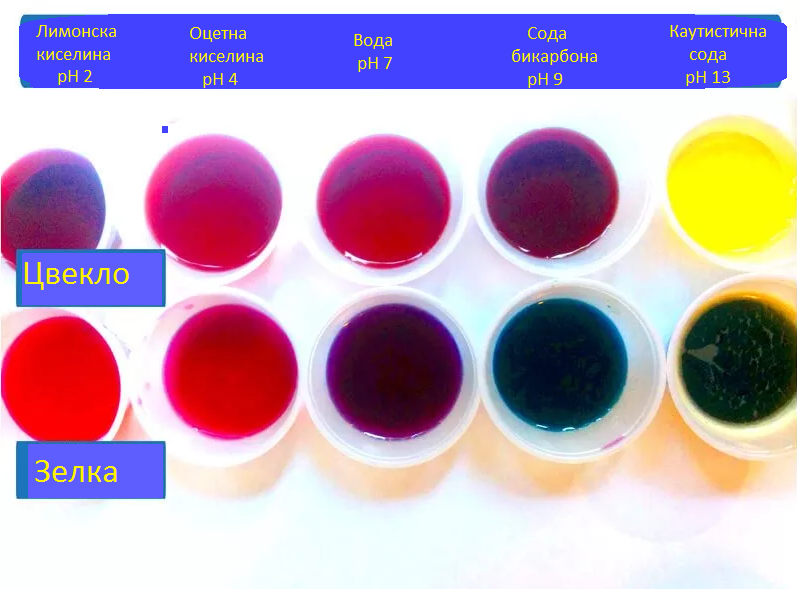 Лимонска
киселина
pH 2
Оцетна
киселина
pH 4
Вода
pH 7
Сода
бикарбона
pH 9
Каутистична
сода
pH 13
Цвекло
Зелка